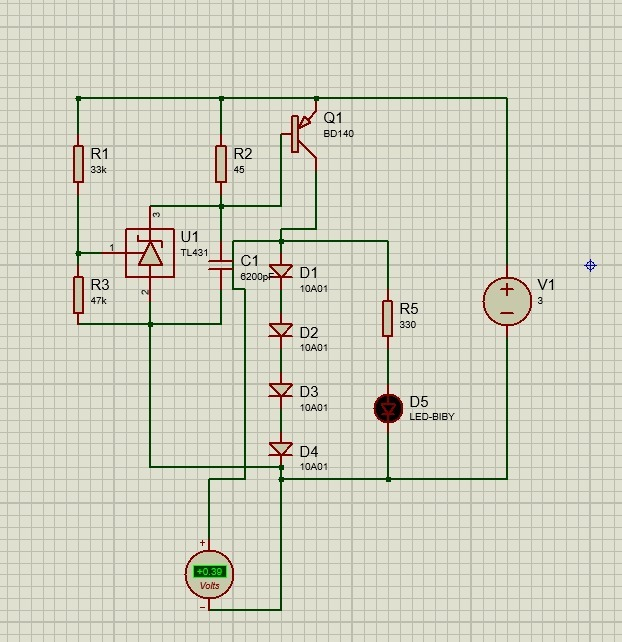 Q1
BD140
R1
33k
R2
45
3
U1
TL431
1
2
C1
6200pF
R3
47k
D1
10A01
D2
10A01
D3
10A01
D4
10A01
R5
330
D5
LED-BIBY
V1
3
+
−
+
+0.39
Volts
−